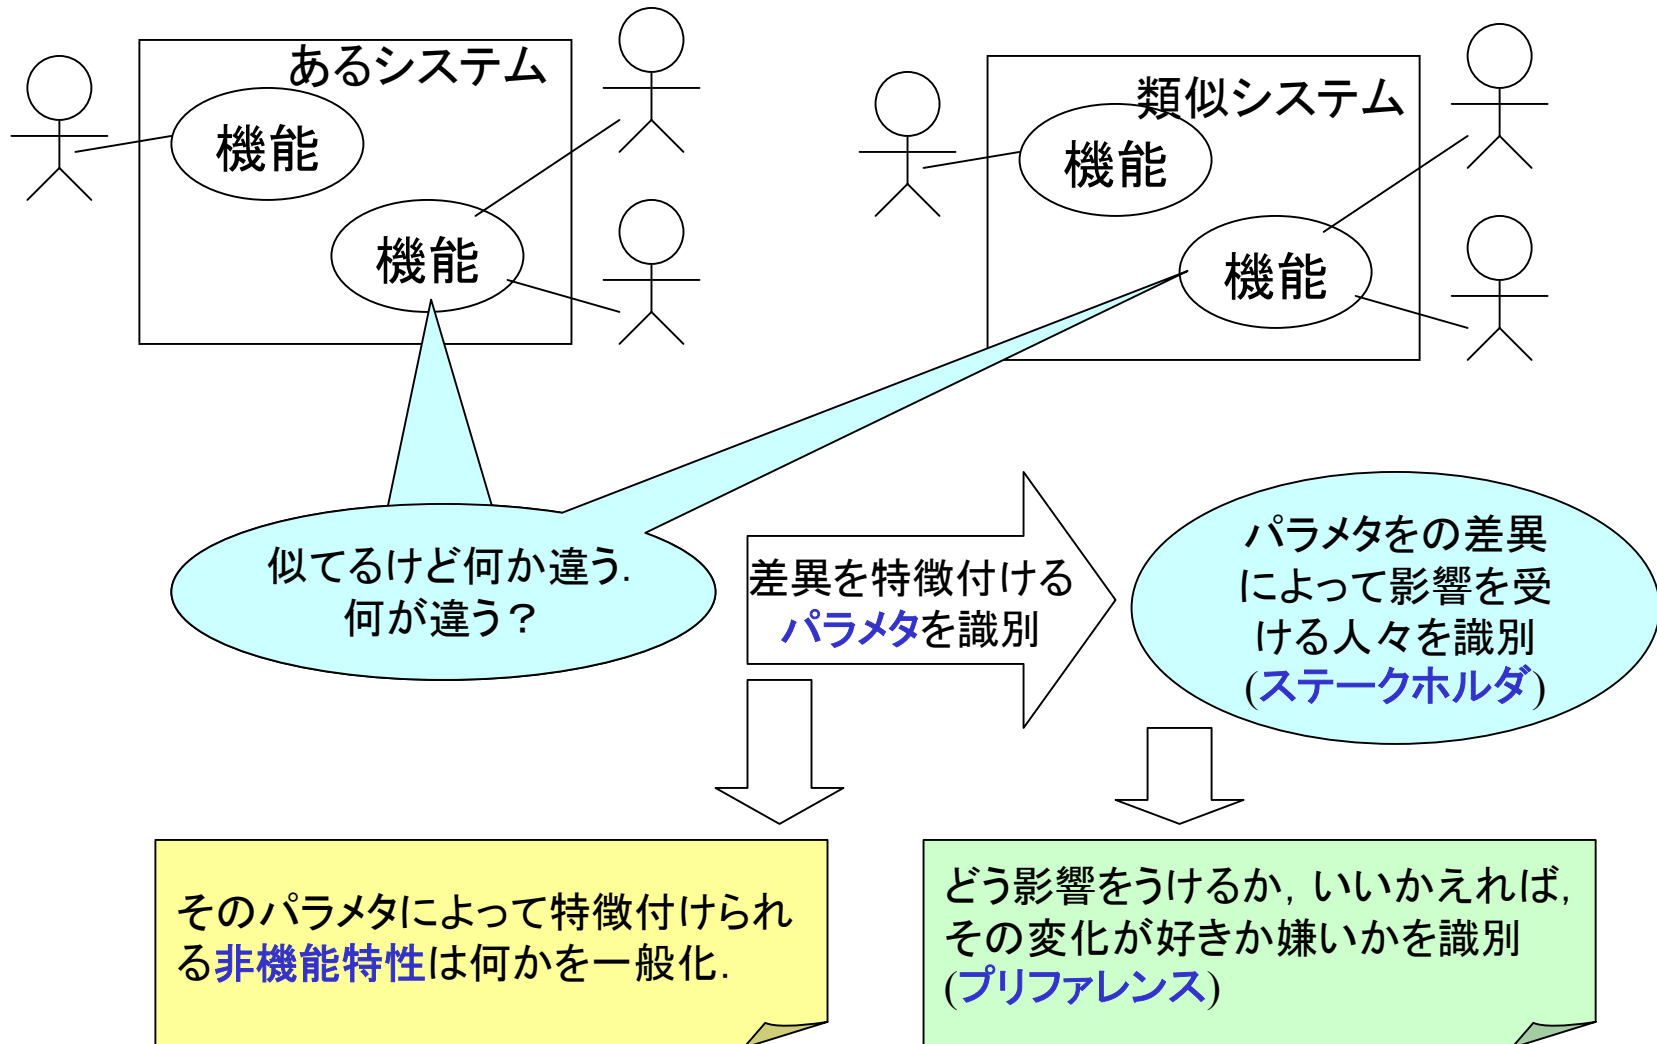 あるシステム
機能
機能
類似システム
機能
機能
似てるけど何か違う.
何が違う？
差異を特徴付ける
パラメタを識別
パラメタをの差異
によって影響を受
ける人々を識別
(ステークホルダ)
そのパラメタによって特徴付けられ
る非機能特性は何かを一般化.
どう影響をうけるか, いいかえれば,
その変化が好きか嫌いかを識別
(プリファレンス)